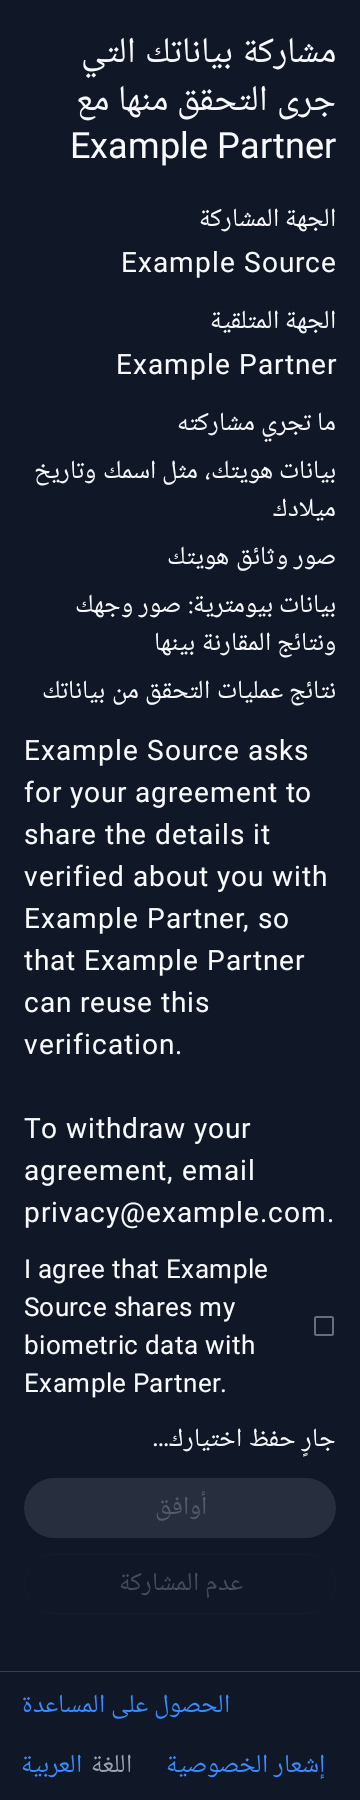 مشاركة بياناتك التي
جرى التحقق منها مع
Example Partner
الجهة المشاركة
Example Source
الجهة المتلقية
Example Partner
ما تجري مشاركته
بيانات هويتك، مثل اسمك وتاريخ
ميلادك
صور وثائق هويتك
بيانات بيومترية: صور وجهك
ونتائج المقارنة بينها
نتائج عمليات التحقق من بياناتك
Example Source asks
for your agreement to
share the details it
verified about you with
Example Partner, so
that Example Partner
can reuse this
verification.
To withdraw your
agreement, email
privacy@example.com.
I agree that Example
Source shares my
biometric data with
Example Partner.
جارٍ حفظ اختيارك...
أوافق
عدم المشاركة
الحصول على المساعدة
إشعار الخصوصية اللغة العربية